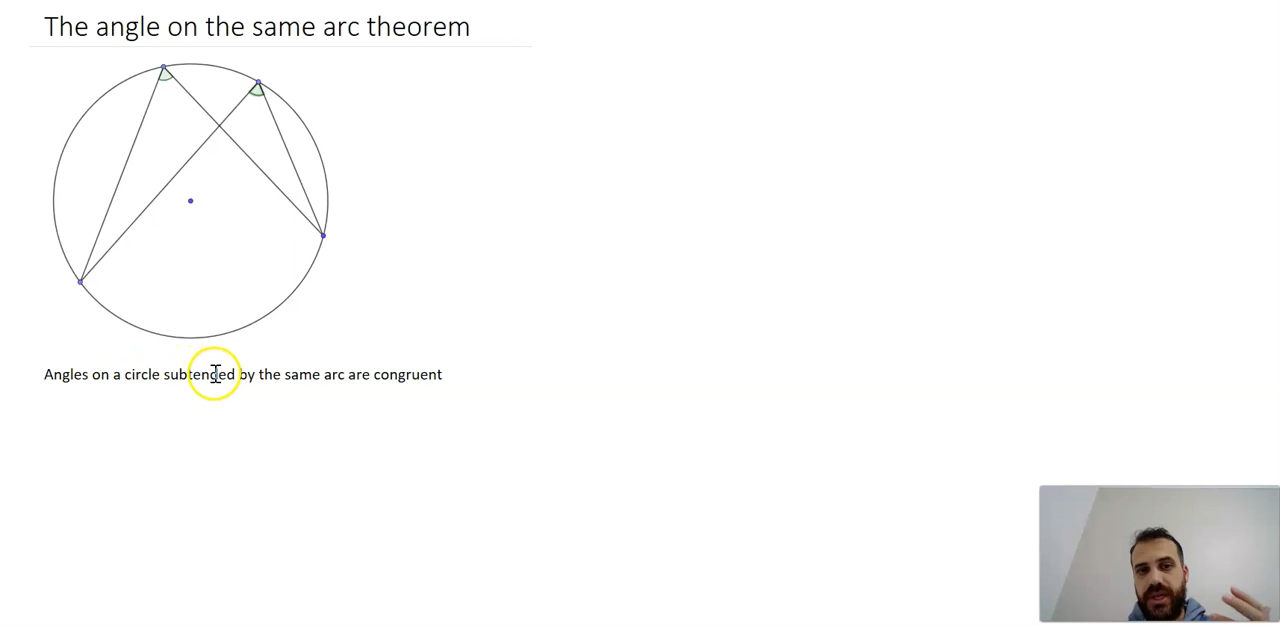 The angle on the same arc theorem
Angles on a circle subtended by the same arc are congruent